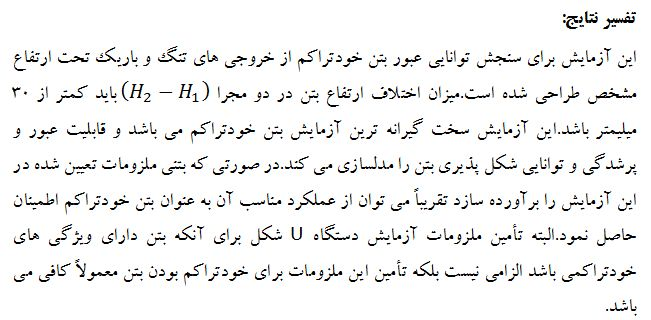 تفسیر نتایج:
این آزمایش برای سنجش توانایی عبور بتن خودتراکم از خروجی های تنگ و باریک تحت ارتفاع
مشخص طراحی شده است.میزان اختلاف ارتفاع بتن در دو مجرا (H₂ − H₁) باید کمتر از ۳۰
میلیمتر باشد.این آزمایش سخت گیرانه ترین آزمایش بتن خودتراکم می باشد و قابلیت عبور و
پرشدگی و توانایی شکل پذیری بتن را مدلسازی می کند.در صورتی که بتنی ملزومات تعیین شده در
این آزمایش را برآورده سازد تقریباً می توان از عملکرد مناسب آن به عنوان بتن خودتراکم اطمینان
حاصل نمود.البته تأمین ملزومات آزمایش دستگاه U شکل برای آنکه بتن دارای ویژگی های
خودتراکمی باشد الزامی نیست بلکه تأمین این ملزومات برای خودتراکم بودن بتن معمولاً کافی می
باشد.